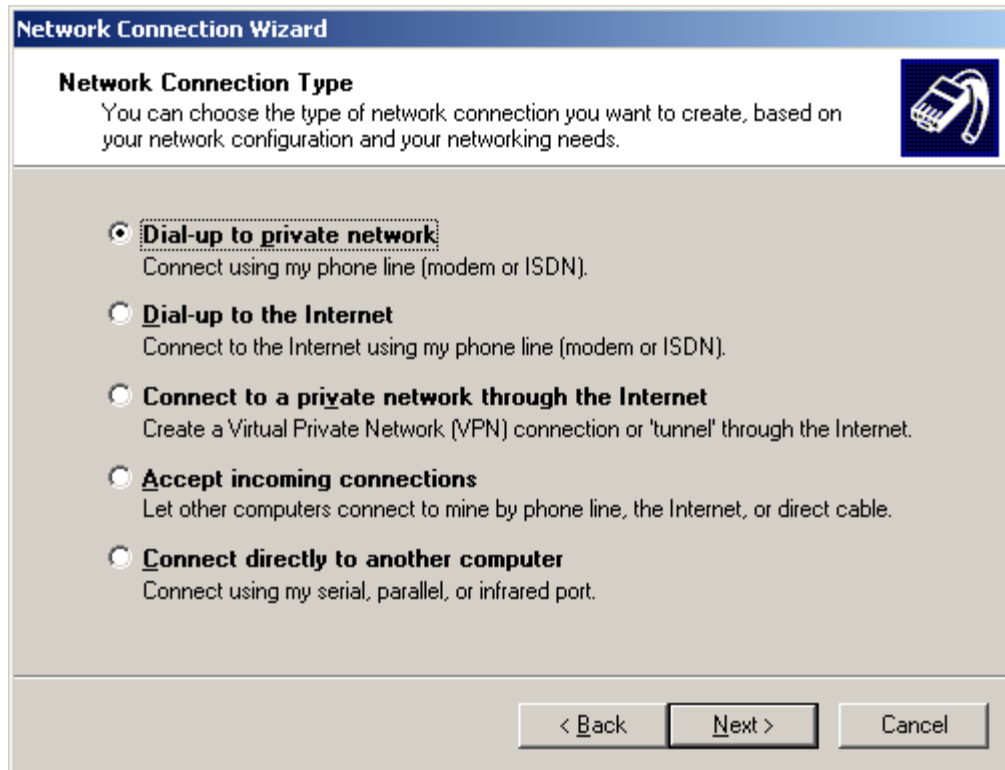 Network Connection Wizard
Network Connection Type
You can choose the type of network connection you want to create, based on
your network configuration and your networking needs.
Dial-up to private network
Connect using my phone line (modem or ISDN).
Dial-up to the Internet
Connect to the Internet using my phone line (modem or ISDN).
Connect to a private network through the Internet
Create a Virtual Private Network (VPN) connection or 'tunnel' through the Internet.
Accept incoming connections
Let other computers connect to mine by phone line, the Internet, or direct cable.
Connect directly to another computer
Connect using my serial, parallel, or infrared port.
< Back Next > Cancel